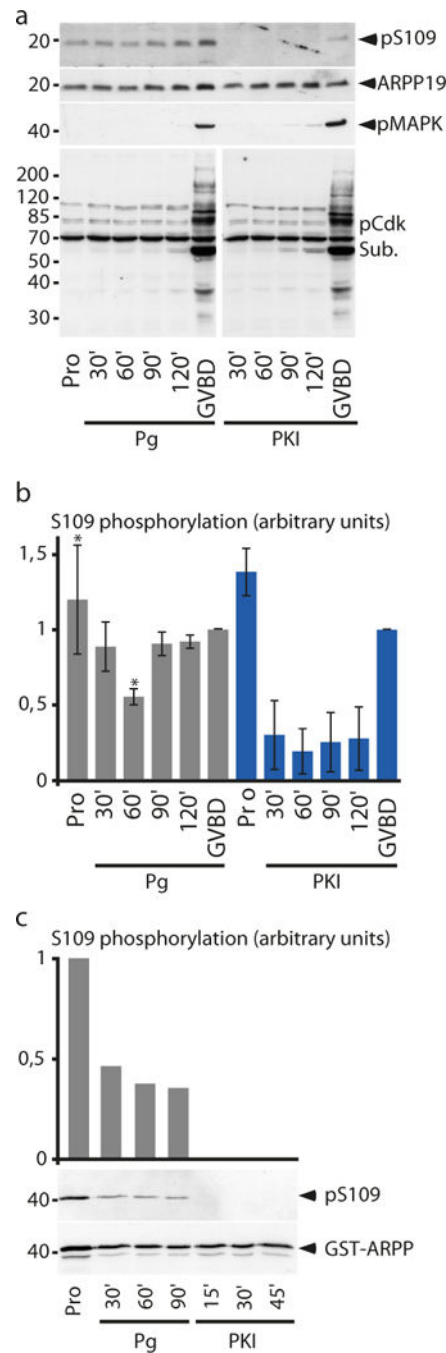 a
20 pS109
20 ARPP19
40 pMAPK
200
120
85
70
50
40
30
pCdk
Sub.
Pro 30' 60' 90' 120' GVBD 30' 60' 90' 120' GVBD
Pg PKI
b
S109 phosphorylation (arbitrary units)
1,5
1
0,5
0
* *
Pro 30' 60' 90' 120' GVBD Pro 30' 60' 90' 120' GVBD
Pg PKI
c
S109 phosphorylation (arbitrary units)
1
0,5
0
40 pS109
40 GST-ARPP
Pro 30' 60' 90' 15' 30' 45'
Pg PKI